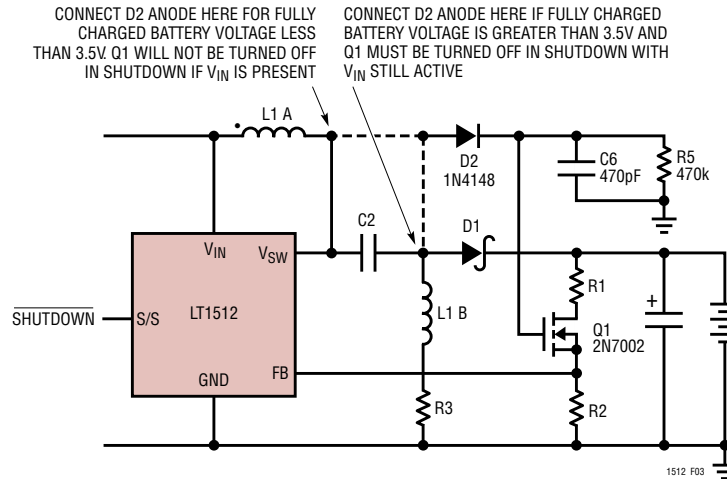 CONNECT D2 ANODE HERE FOR FULLY
CHARGED BATTERY VOLTAGE LESS
THAN 3.5V. Q1 WILL NOT BE TURNED OFF
IN SHUTDOWN IF VIN IS PRESENT
CONNECT D2 ANODE HERE IF FULLY CHARGED
BATTERY VOLTAGE IS GREATER THAN 3.5V AND
Q1 MUST BE TURNED OFF IN SHUTDOWN WITH
VIN STILL ACTIVE
L1 A
D2
1N4148
C6
470pF
R5
470k
C2
D1
VIN
VSW
SHUTDOWN
S/S
LT1512
L1 B
R1
+
Q1
2N7002
GND
FB
R3
R2
1512 F03